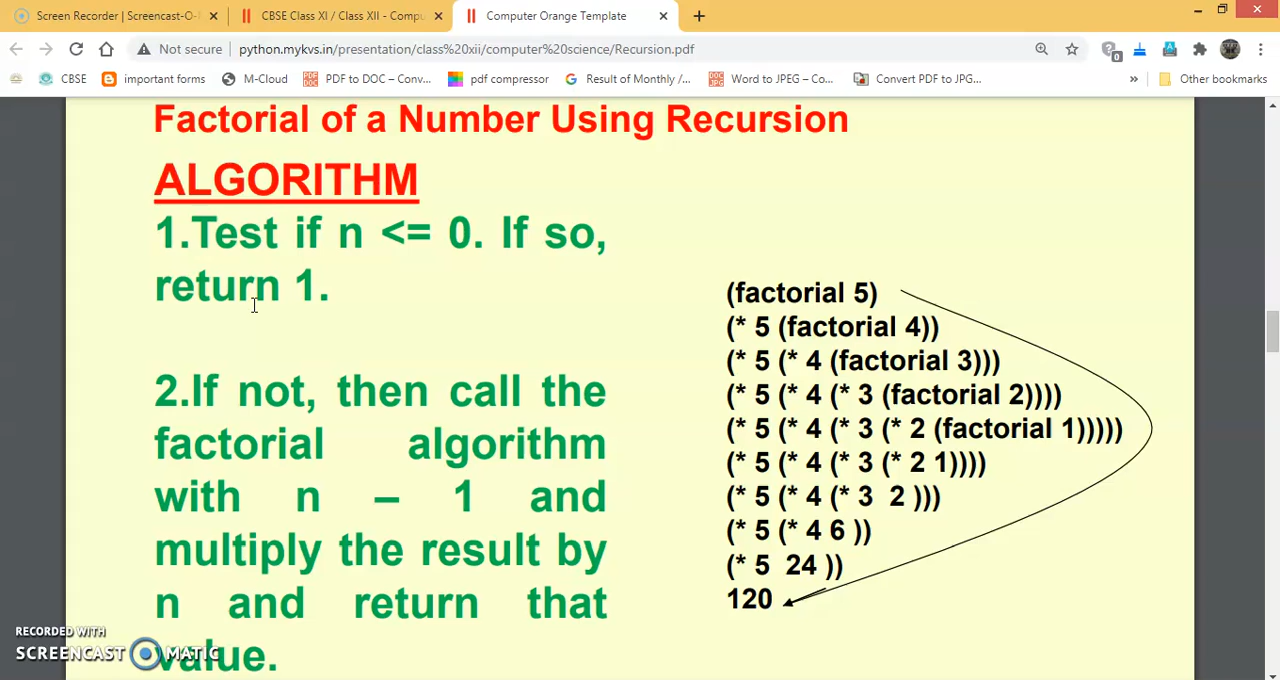 Screen Recorder | Screencast-O-
CBSE Class XI / Class XII - Compu
Computer Orange Template
Not secure
python.mykvs.in/presentation/class%20xii/computer%20science/Recursion.pdf
0
CBSE
important forms
M-Cloud
PDF to DOC – Conv...
pdf compressor
Result of Monthly /...
Word to JPEG – Co...
Convert PDF to JPG...
»
Other bookmarks
Factorial of a Number Using Recursion
ALGORITHM
1.Test if n <= 0. If so,
return 1.
2.If not, then call the
factorial algorithm
with n – 1 and
multiply the result by
n and return that
value.
(factorial 5)
(* 5 (factorial 4))
(* 5 (* 4 (factorial 3)))
(* 5 (* 4 (* 3 (factorial 2))))
(* 5 (* 4 (* 3 (* 2 (factorial 1)))))
(* 5 (* 4 (* 3 (* 2 1))))
(* 5 (* 4 (* 3 2 )))
(* 5 (* 4 6 ))
(* 5 24 ))
120
RECORDED WITH
SCREENCAST MATIC